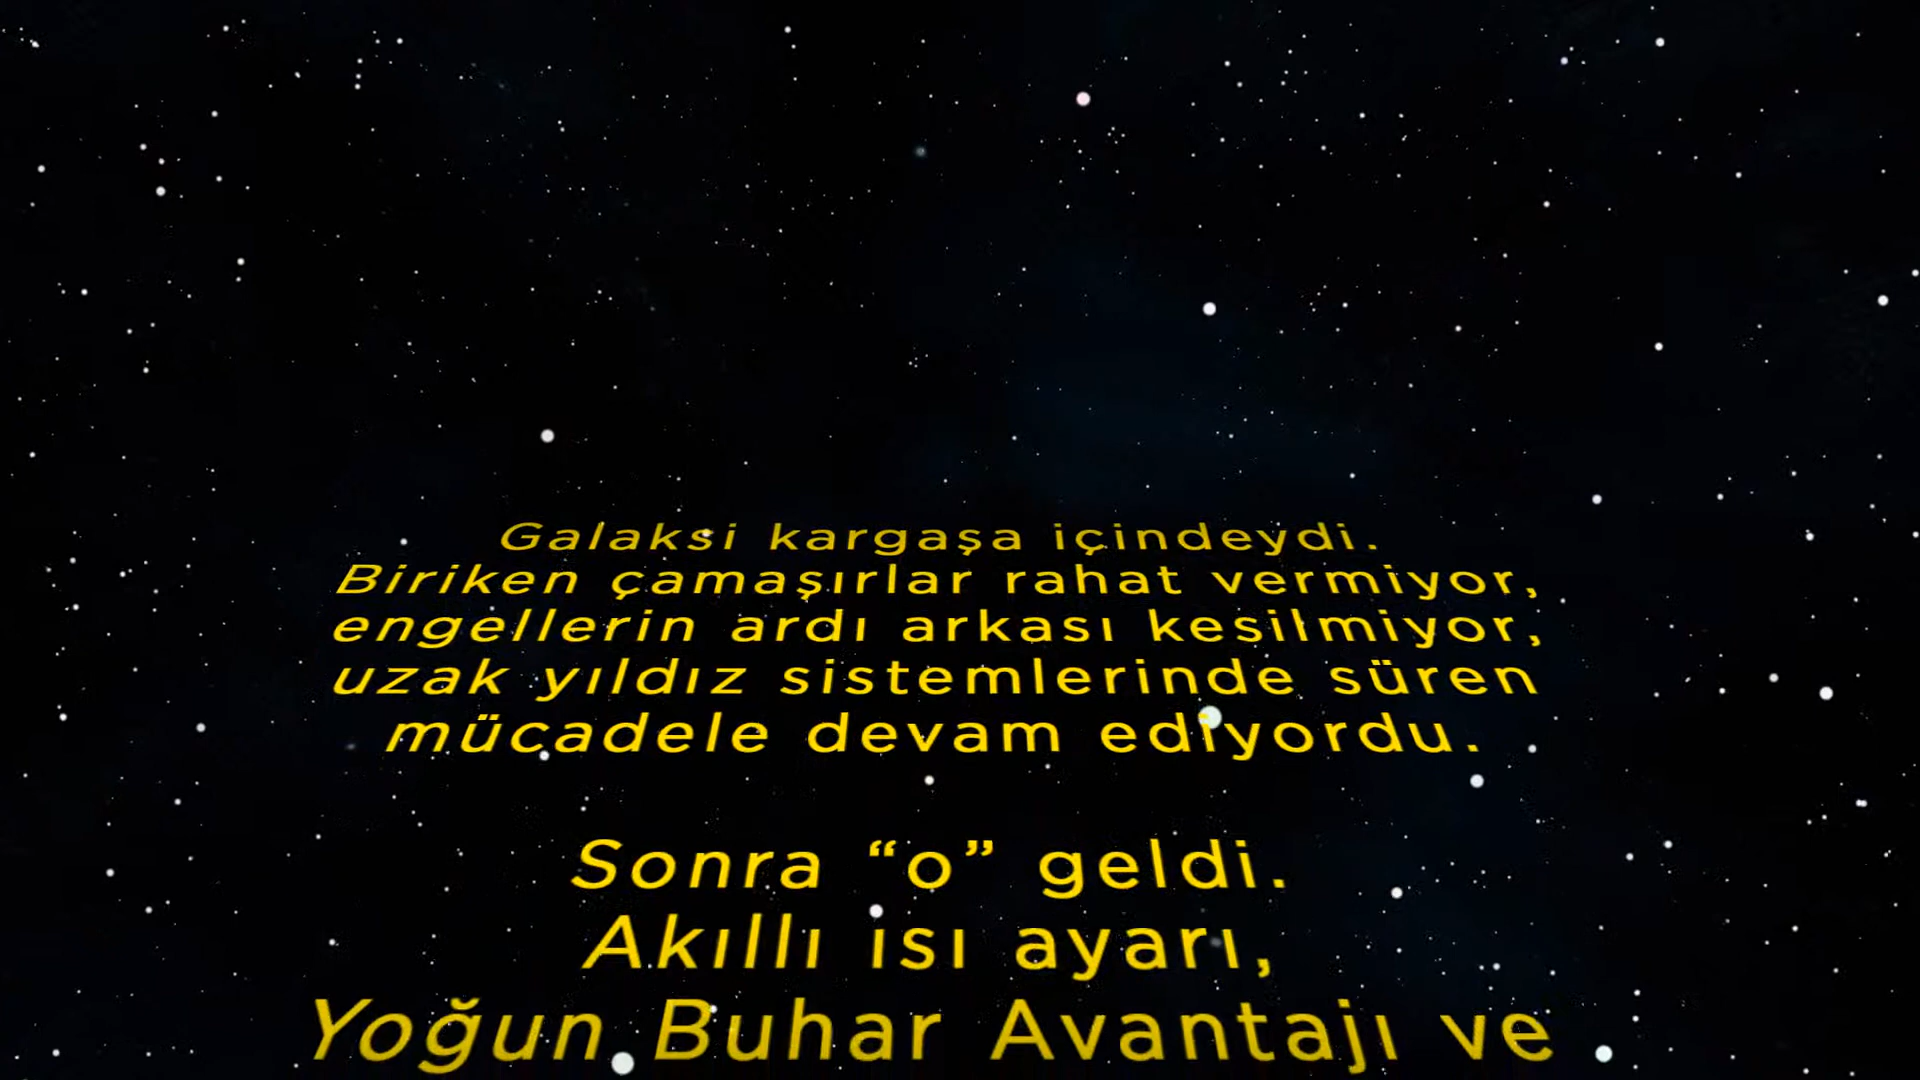 Galaksi kargaşa içindeydi.
Biriken çamaşırlar rahat vermiyor,
engellerin ardı arkası kesilmiyor,
uzak yıldız sistemlerinde süren
mücadele devam ediyordu.
Sonra “o” geldi.
Akıllı ısı ayarı,
Yoğun Buhar Avantajı ve